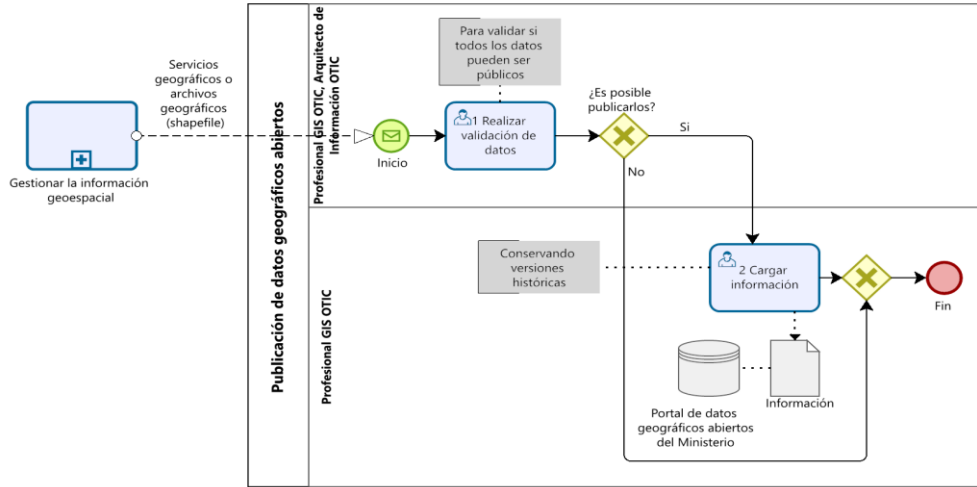 Servicios
geográficos o
archivos
geográficos
(shapefile)
Gestionar la información
geoespacial
Publicación de datos geográficos abiertos
Profesional GIS OTIC, Arquitecto de
Información OTIC
Para validar si
todos los datos
pueden ser
públicos
Inicio
1 Realizar
validación de
datos
¿Es posible
publicarlos?
Si
No
Profesional GIS OTIC
Conservando
versiones
históricas
2 Cargar
información
Fin
Información
Portal de datos
geográficos abiertos
del Ministerio